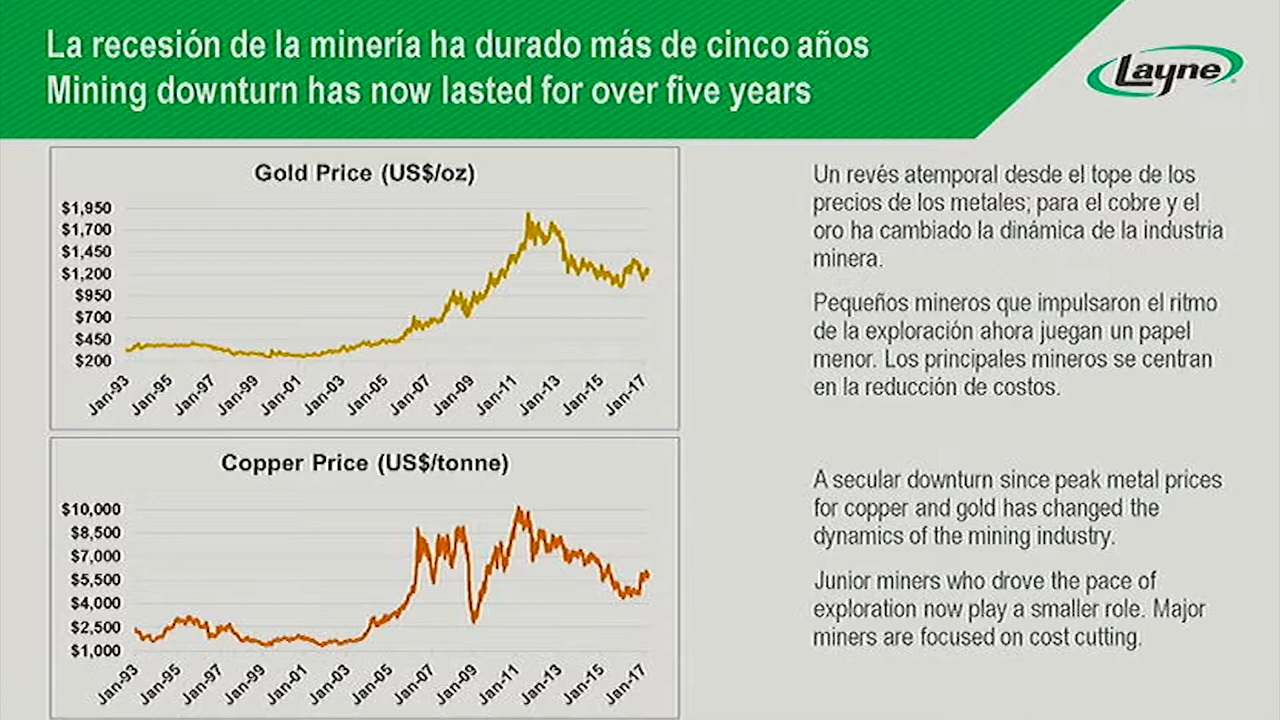 La recesión de la minería ha durado más de cinco años
Mining downturn has now lasted for over five years
Layne
Gold Price (US$/oz)
$1,950
$1,700
$1,450
$1,200
$950
$700
$450
$200
Jan-93
Jan-95
Jan-97
Jan-99
Jan-01
Jan-03
Jan-05
Jan-07
Jan-09
Jan-11
Jan-13
Jan-15
Jan-17
Copper Price (US$/tonne)
$10,000
$8,500
$7,000
$5,500
$4,000
$2,500
$1,000
Jan-93
Jan-95
Jan-97
Jan-99
Jan-01
Jan-03
Jan-05
Jan-07
Jan-09
Jan-11
Jan-13
Jan-15
Jan-17
Un revés atemporal desde el tope de los
precios de los metales; para el cobre y el
oro ha cambiado la dinámica de la industria
minera.
Pequeños mineros que impulsaron el ritmo
de la exploración ahora juegan un papel
menor. Los principales mineros se centran
en la reducción de costos.
A secular downturn since peak metal prices
for copper and gold has changed the
dynamics of the mining industry.
Junior miners who drove the pace of
exploration now play a smaller role. Major
miners are focused on cost cutting.